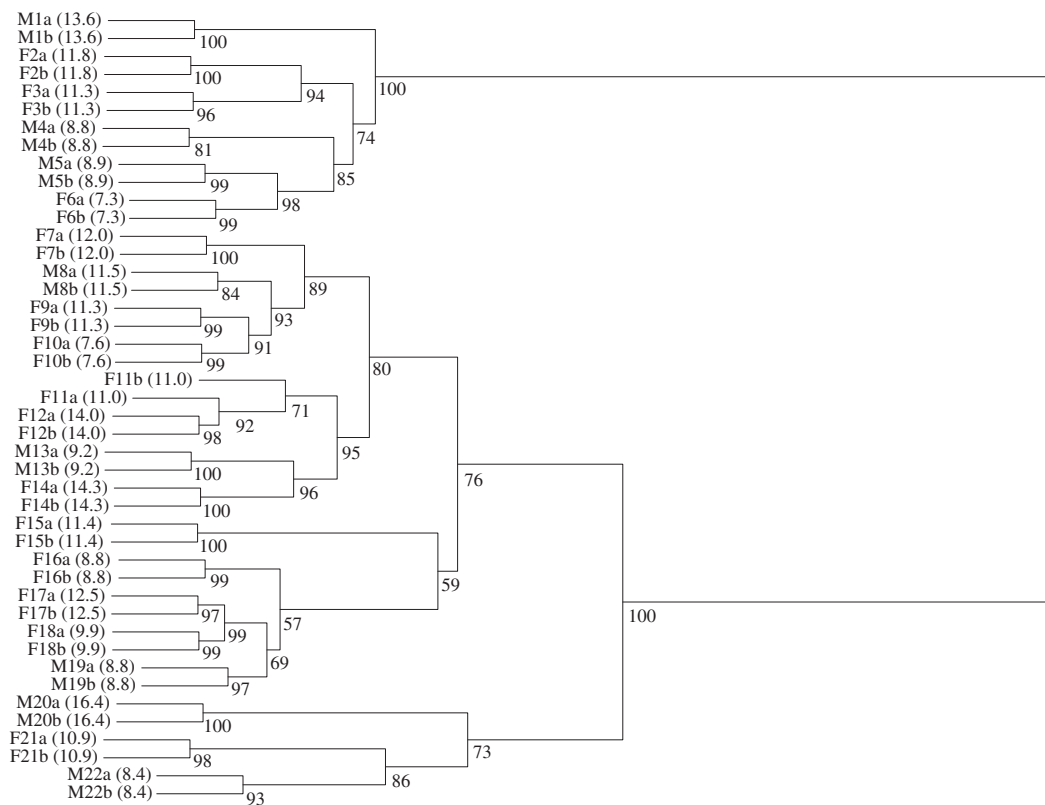 M1a (13.6)
M1b (13.6)
100
F2a (11.8)
F2b (11.8)
100
100
94
F3a (11.3)
F3b (11.3)
96
M4a (8.8)
74
M4b (8.8)
81
M5a (8.9)
85
M5b (8.9)
99
F6a (7.3)
98
F6b (7.3)
99
F7a (12.0)
F7b (12.0)
100
M8a (11.5)
89
M8b (11.5)
84
F9a (11.3)
93
F9b (11.3)
99
F10a (7.6)
91
F10b (7.6)
99
80
F11b (11.0)
F11a (11.0)
71
F12a (14.0)
92
F12b (14.0)
98
M13a (9.2)
95
M13b (9.2)
100
76
F14a (14.3)
96
F14b (14.3)
100
F15a (11.4)
F15b (11.4)
100
F16a (8.8)
F16b (8.8)
99
59
F17a (12.5)
F17b (12.5)
97
57
100
F18a (9.9)
99
F18b (9.9)
99
M19a (8.8)
69
M19b (8.8)
97
M20a (16.4)
M20b (16.4)
100
F21a (10.9)
73
F21b (10.9)
98
M22a (8.4)
86
M22b (8.4)
93